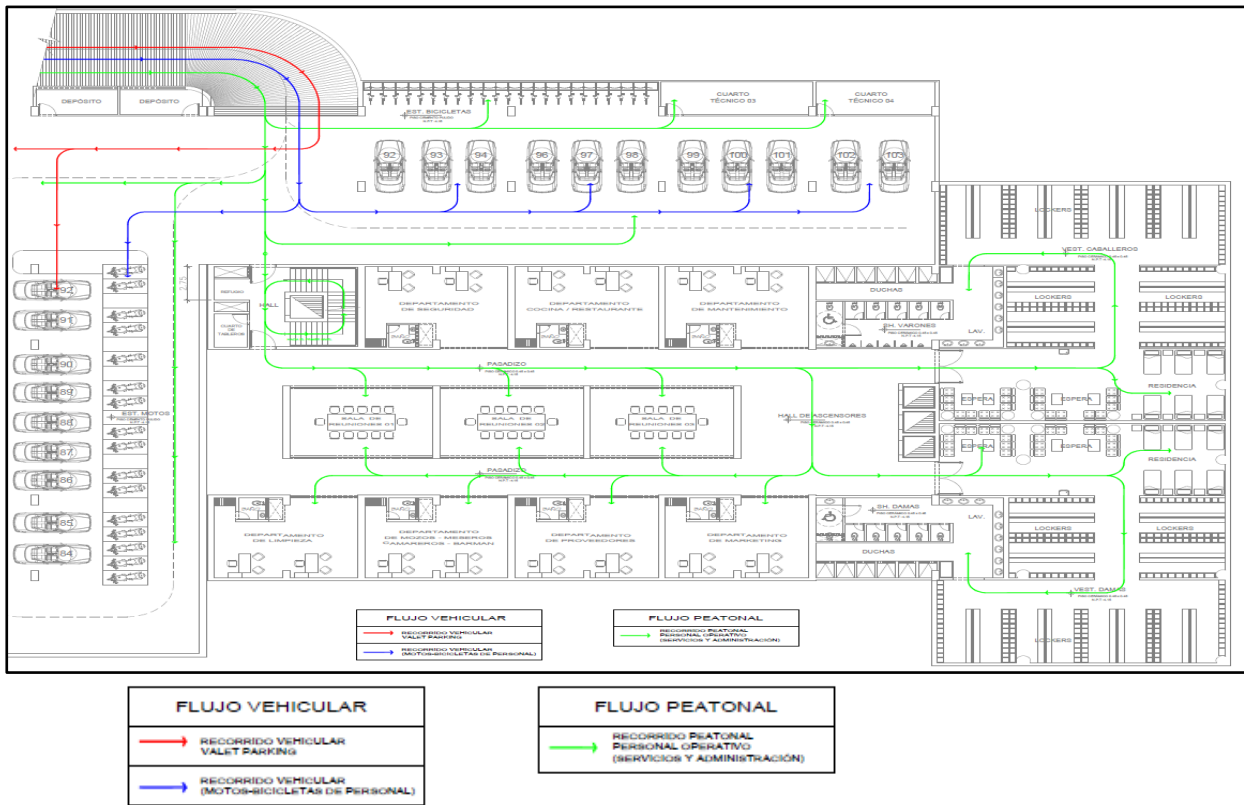 DEPÓSITO
DEPÓSITO
EST. BICICLETAS
CUARTO
TÉCNICO 03
CUARTO
TÉCNICO 04
92
93
94
96
97
98
99
100
101
102
103
LOCKERS
LOCKERS
VEST. CABALLEROS
LOCKERS
LOCKERS
DUCHAS
SH. VARONES
LAV.
2.75
HALL
CUARTO
DE
TABLEROS
DEPARTAMENTO
DE SEGURIDAD
DEPARTAMENTO
COCINA / RESTAURANTE
DEPARTAMENTO
DE MANTENIMIENTO
92
91
90
89
88
87
86
85
84
EST. MOTOS
PASADIZO
SALA DE
REUNIONES 01
SALA DE
REUNIONES 02
SALA DE
REUNIONES 03
HALL DE ASCENSORES
ESPERA
ESPERA
RESIDENCIA
ESPERA
ESPERA
RESIDENCIA
PASADIZO
DEPARTAMENTO
DE LIMPIEZA
DEPARTAMENTO
DE MOZOS - MESEROS
CAMAREROS - BARMAN
DEPARTAMENTO
DE PROVEEDORES
DEPARTAMENTO
DE MARKETING
SH. DAMAS
LAV.
DUCHAS
LOCKERS
LOCKERS
VEST. DAMAS
LOCKERS
FLUJO VEHICULAR
RECORRIDO VEHICULAR
VALET PARKING
RECORRIDO VEHICULAR
(MOTOS-BICICLETAS DE PERSONAL)
FLUJO PEATONAL
RECORRIDO PEATONAL
PERSONAL OPERATIVO
(SERVICIOS Y ADMINISTRACIÓN)
FLUJO VEHICULAR
RECORRIDO VEHICULAR
VALET PARKING
RECORRIDO VEHICULAR
(MOTOS-BICICLETAS DE PERSONAL)
FLUJO PEATONAL
RECORRIDO PEATONAL
PERSONAL OPERATIVO
(SERVICIOS Y ADMINISTRACIÓN)